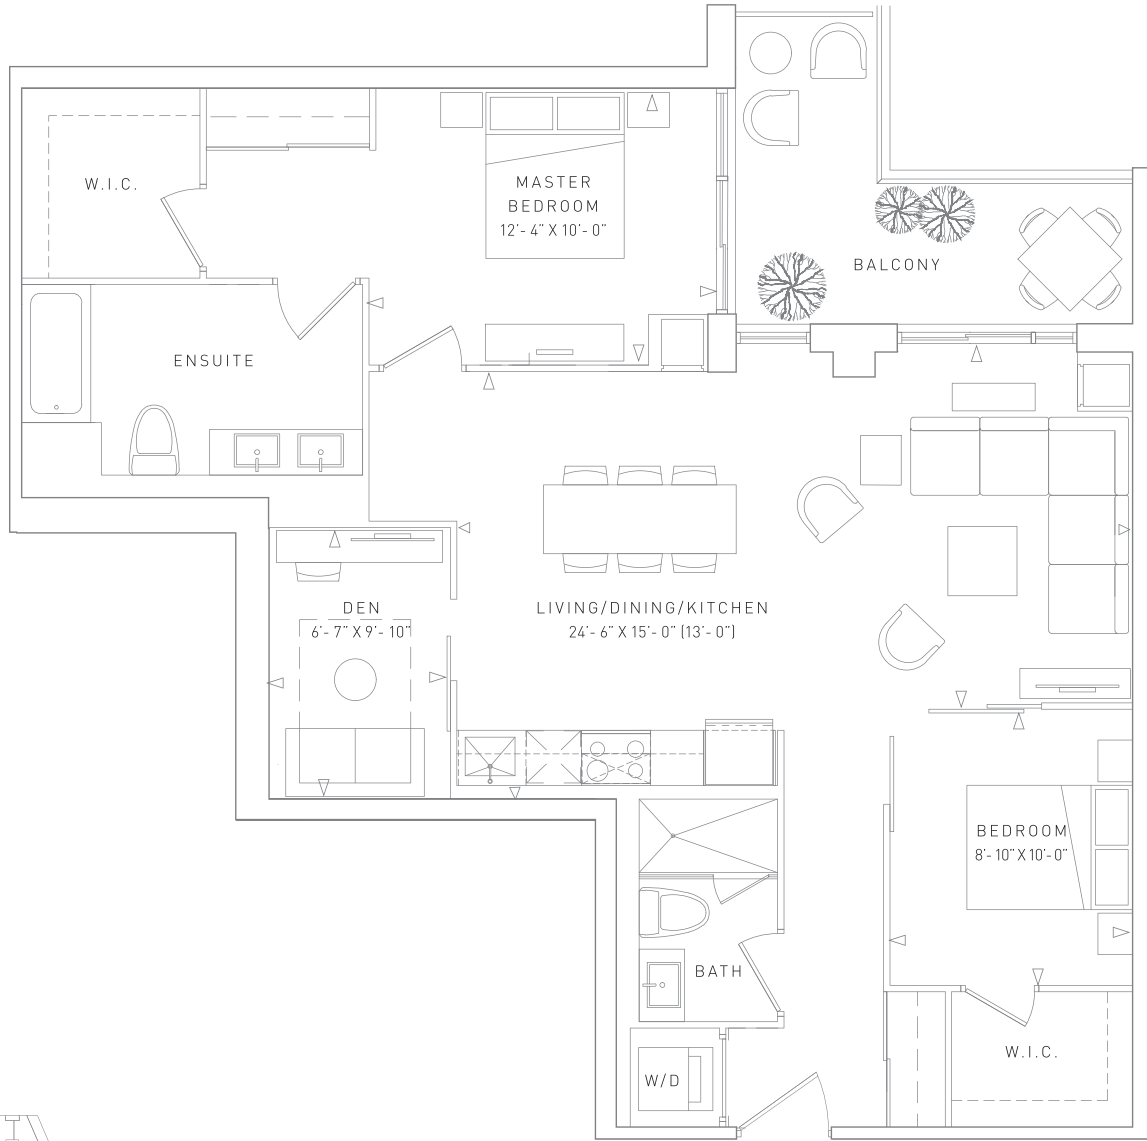 W.I.C.
MASTER
BEDROOM
12'- 4" X 10'- 0"
BALCONY
ENSUITE
DEN
6'- 7" X 9'- 10"
LIVING/DINING/KITCHEN
24'- 6" X 15'- 0" (13'- 0")
BEDROOM
8'- 10" X 10'- 0"
BATH
W.I.C.
W/D